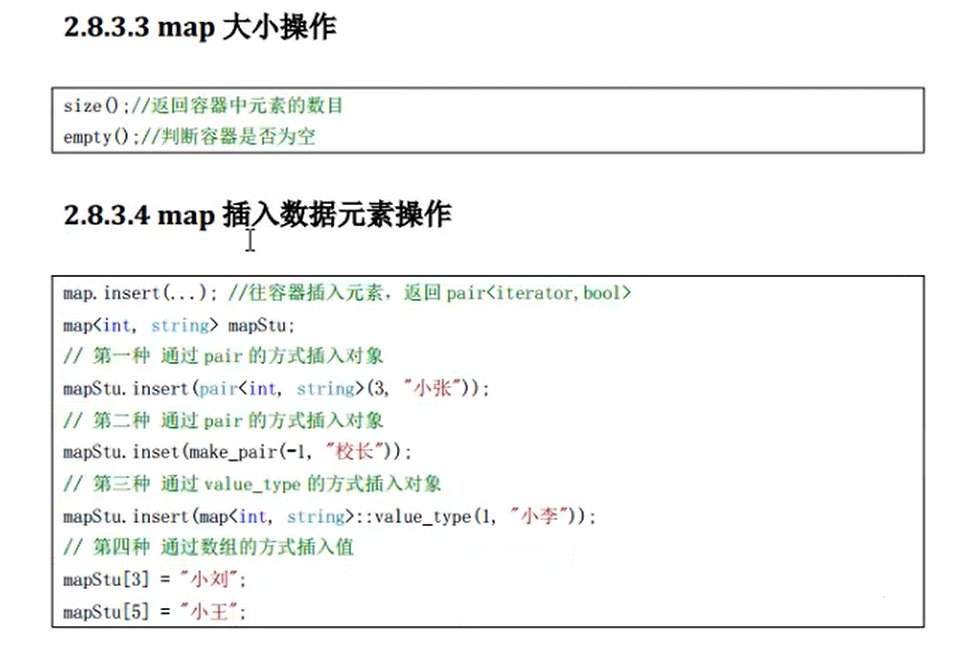 2.8.3.3 map 大小操作
size();//返回容器中元素的数目
empty();//判断容器是否为空
2.8.3.4 map 插入数据元素操作
map.insert(...); //往容器插入元素，返回 pair<iterator,bool>
map<int, string> mapStu;
// 第一种 通过 pair 的方式插入对象
mapStu.insert(pair<int, string>(3, "小张"));
// 第二种 通过 pair 的方式插入对象
mapStu.inset(make_pair(-1, "校长"));
// 第三种 通过 value_type 的方式插入对象
mapStu.insert(map<int, string>::value_type(1, "小李"));
// 第四种 通过数组的方式插入值
mapStu[3] = "小刘";
mapStu[5] = "小王";